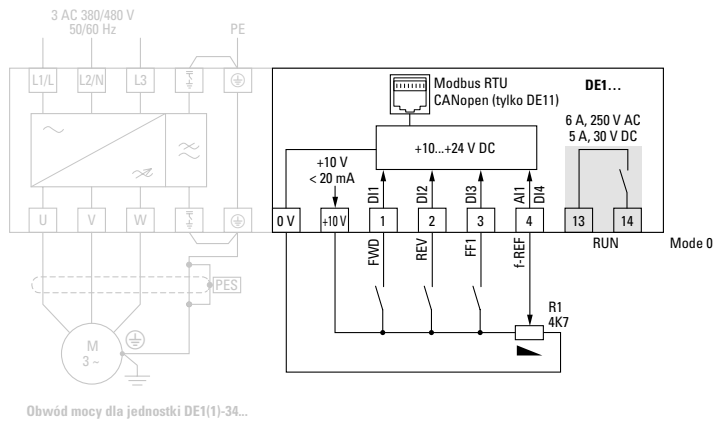 3 AC 380/480 V
50/60 Hz
PE
L1/L
L2/N
L3
Modbus RTU
CANopen (tylko DE11)
DE1...
6 A, 250 V AC
5 A, 30 V DC
+10...+24 V DC
+10 V
< 20 mA
DI1
DI2
DI3
AI1
DI4
U
V
W
0 V
+10 V
1
2
3
4
13
14
RUN
Mode 0
FWD
REV
FF1
f-REF
PES
R1
4K7
M
3 ~
Obwód mocy dla jednostki DE1(1)-34...